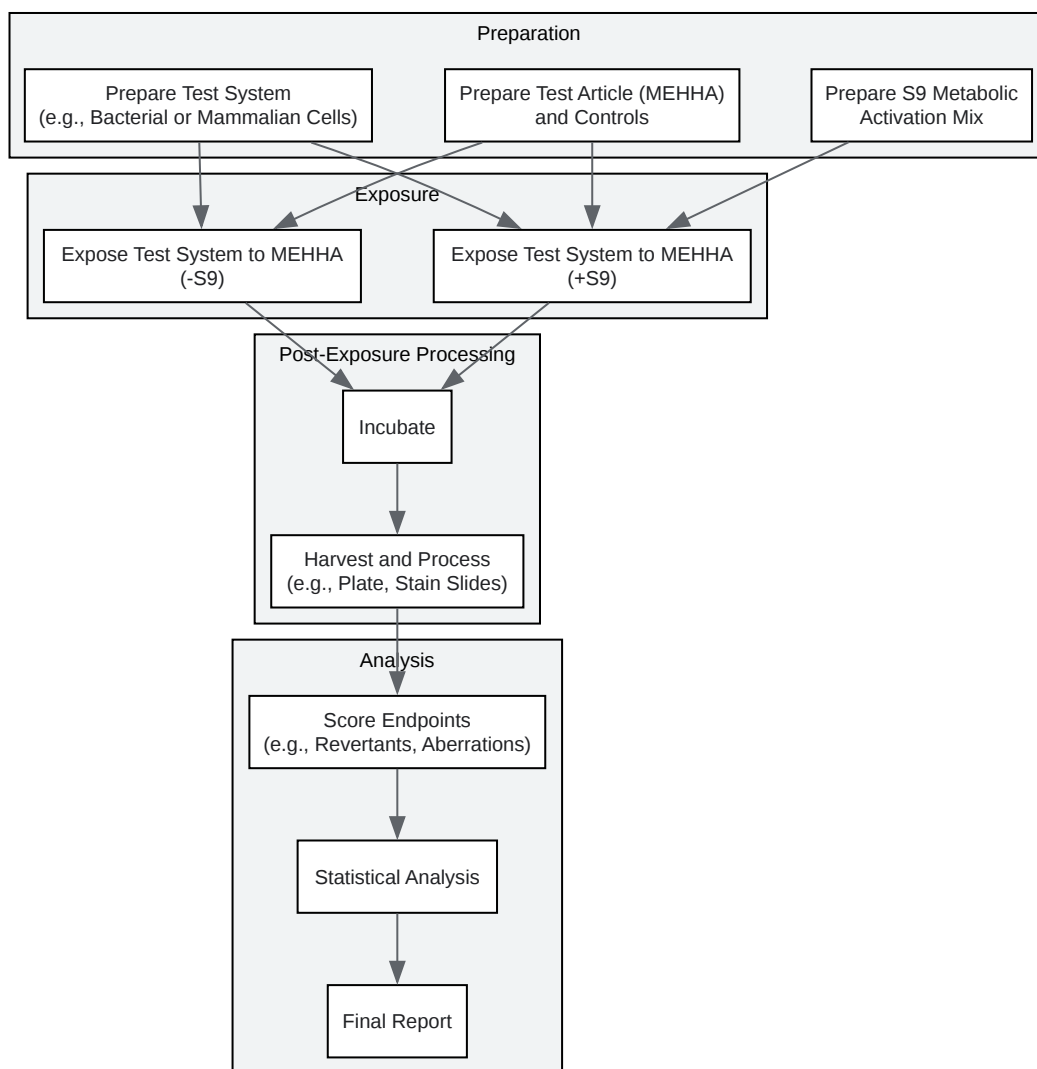 Preparation
Prepare Test System
(e.g., Bacterial or Mammalian Cells)
Prepare Test Article (MEHHA)
and Controls
Prepare S9 Metabolic
Activation Mix
Exposure
Expose Test System to MEHHA
(-S9)
Expose Test System to MEHHA
(+S9)
Post-Exposure Processing
Incubate
Harvest and Process
(e.g., Plate, Stain Slides)
Analysis
Score Endpoints
(e.g., Revertants, Aberrations)
Statistical Analysis
Final Report